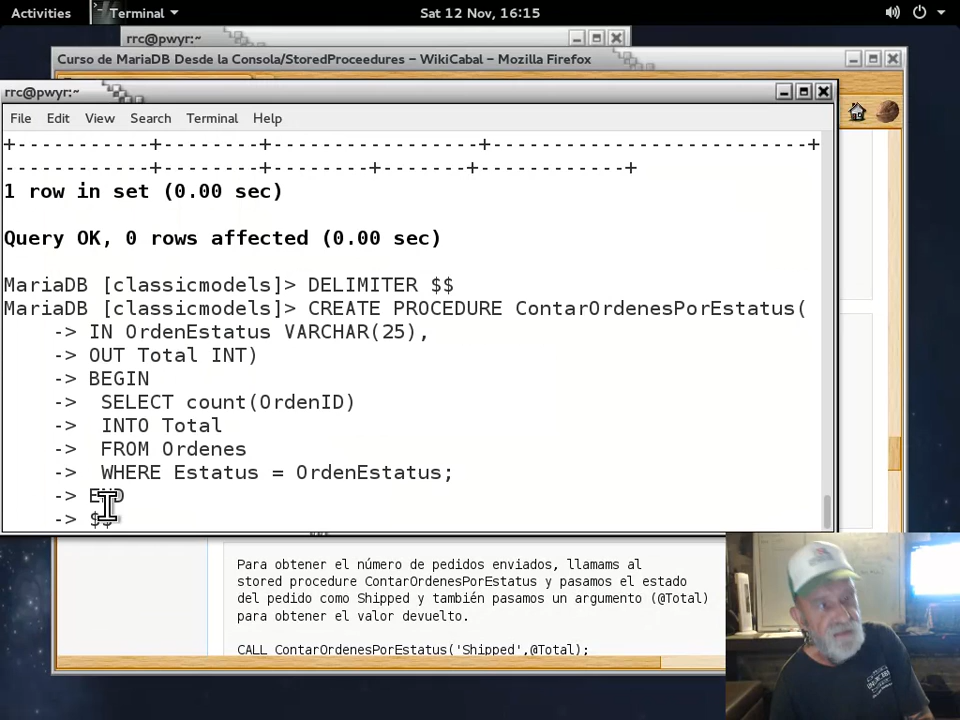 Activities Terminal Sat 12 Nov, 16:15
rrc@pwyr:~
Curso de MariaDB Desde la Consola/StoredProceedures – WikiCabal – Mozilla Firefox
rrc@pwyr:~
File Edit View Search Terminal Help
+-----------+--------+-----------------+--------------------------+
------------+--------+--------+-------+------------+
1 row in set (0.00 sec)
Query OK, 0 rows affected (0.00 sec)
MariaDB [classicmodels]> DELIMITER $$
MariaDB [classicmodels]> CREATE PROCEDURE ContarOrdenesPorEstatus(
-> IN OrdenEstatus VARCHAR(25),
-> OUT Total INT)
-> BEGIN
-> SELECT count(OrdenID)
-> INTO Total
-> FROM Ordenes
-> WHERE Estatus = OrdenEstatus;
-> END
-> $$
Para obtener el número de pedidos enviados, llamams al
stored procedure ContarOrdenesPorEstatus y pasamos el estado
del pedido como Shipped y también pasamos un argumento (@Total)
para obtener el valor devuelto.
CALL ContarOrdenesPorEstatus('Shipped',@Total);